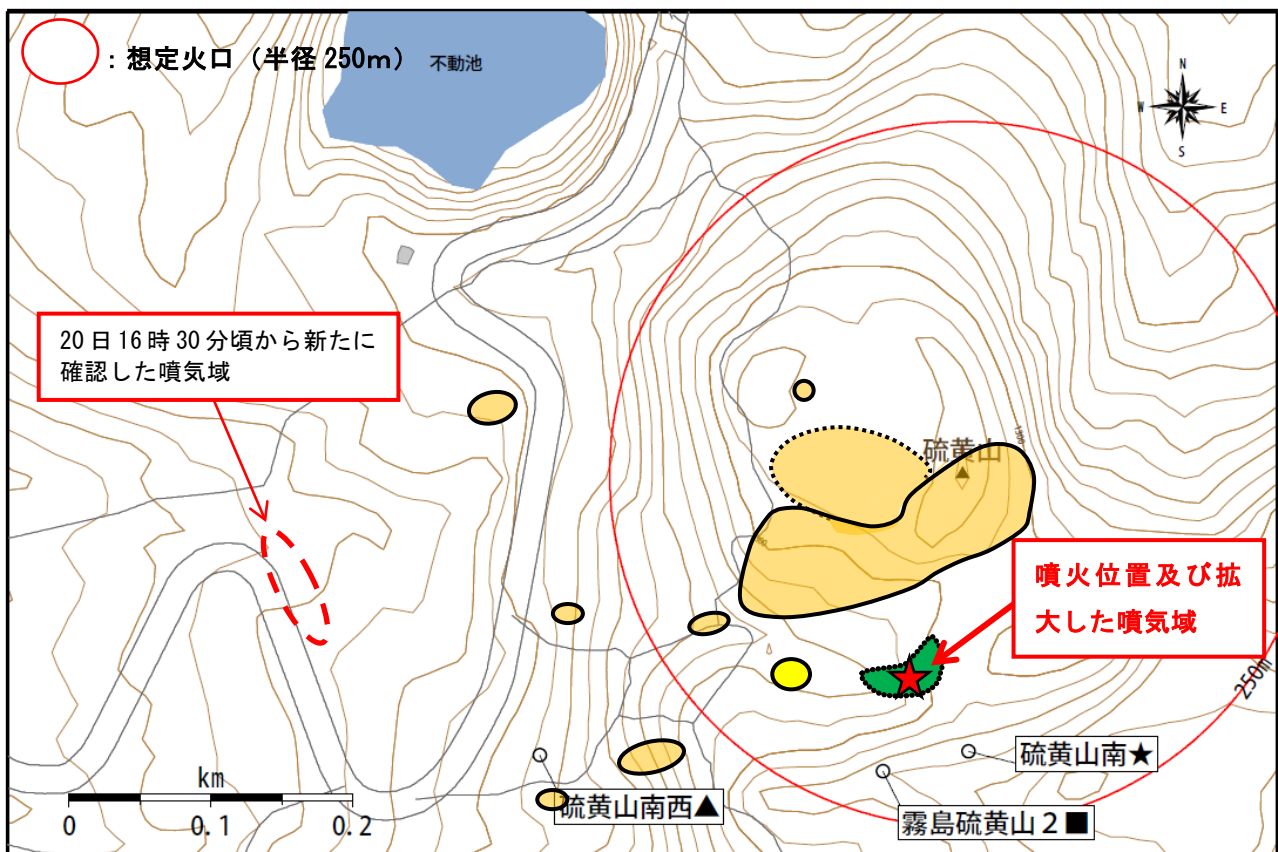 ：想定火口（半径 250m）
不動池
N
W
E
S
20 日 16 時 30 分頃から新たに
確認した噴気域
硫黄山
1300
噴火位置及び拡
大した噴気域
250m
硫黄山南★
km
0 0.1 0.2
硫黄山南西▲
霧島硫黄山２■